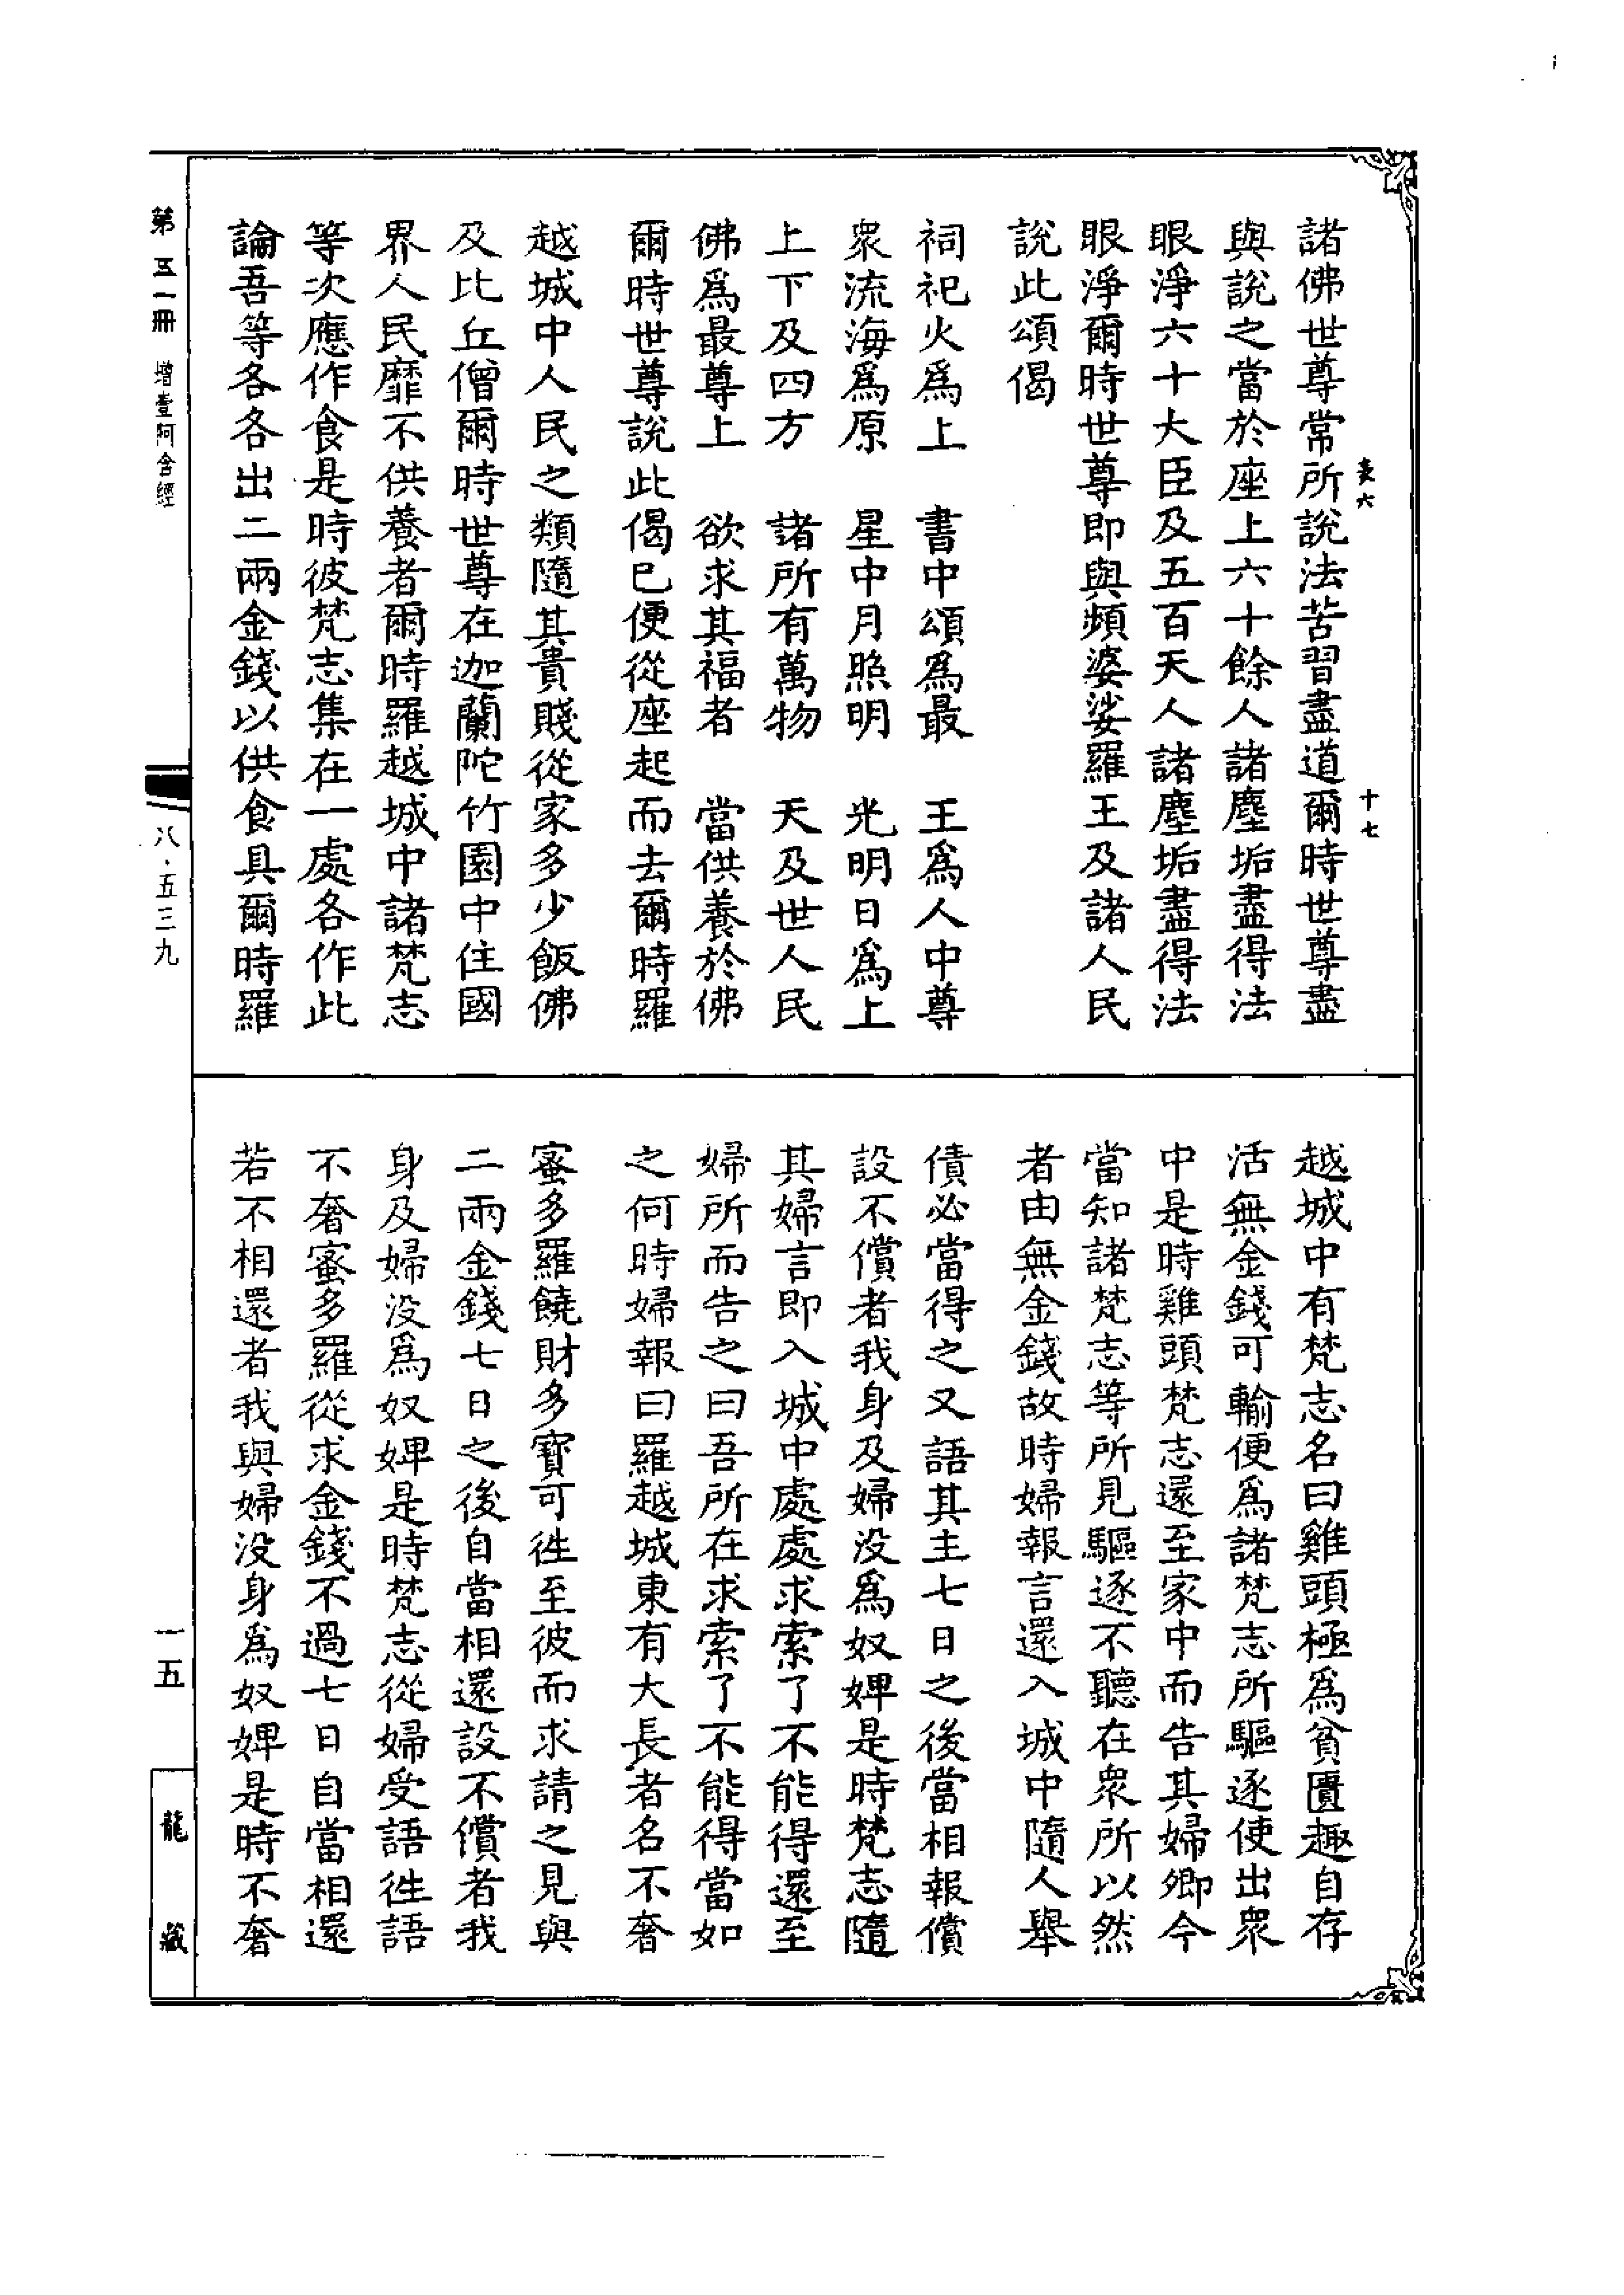 諸佛世尊常所說法苦習盡道爾時世尊盡
與說之當於座上六十餘人諸塵垢盡得法
眼淨六十大臣及五百天人諸塵垢盡得法
眼淨爾時世尊即與頻婆娑羅王及諸人民
說此頌偈
祠祀火為上　書中頌為最　王為人中尊
眾流海為原　星中月照明　光明日為上
上下及四方　諸所有萬物　天及世人民
佛為最尊上　欲求其福者　當供養於佛
爾時世尊說此偈已便從座起而去爾時羅
越城中人民之類隨其貴賤從家多少飯佛
及比丘僧爾時世尊在迦蘭陀竹園中住國
界人民靡不供養者爾時羅越城中諸梵志
等次應作食是時彼梵志集在一處各作此
論吾等各各出二兩金錢以供食具爾時羅
越城中有梵志名曰雞頭極為貧匱趣自存
活無金錢可輸便為諸梵志所驅逐使出眾
中是時雞頭梵志還至家中而告其婦卿今
當知諸梵志等所見驅逐不聽在眾所以然
者由無金錢故時婦報言還入城中隨人舉
債必當得之又語其主七日之後當相報償
設不償者我身及婦没為奴婢是時梵志隨
其婦言即入城中處處求索了不能得還至
婦所而告之曰吾所在求索了不能得當如
之何時婦報曰羅越城東有大長者名不奢
蜜多羅饒財多寶可往至彼而求請之見與
二兩金錢七日之後自當相還設不償者我
身及婦没為奴婢是時梵志從婦受語往語
不奢蜜多羅從求金錢不過七日自當相還
若不相還者我與婦没身為奴婢是時不奢
表六
十七
第五一冊　增壹阿含經
八·五三九
一五
龍藏